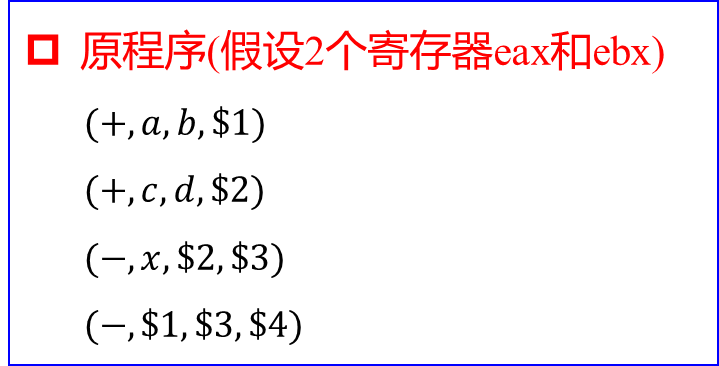 原程序(假设2个寄存器eax和ebx)
(+, a, b, $1)
(+, c, d, $2)
(−, x, $2, $3)
(−, $1, $3, $4)